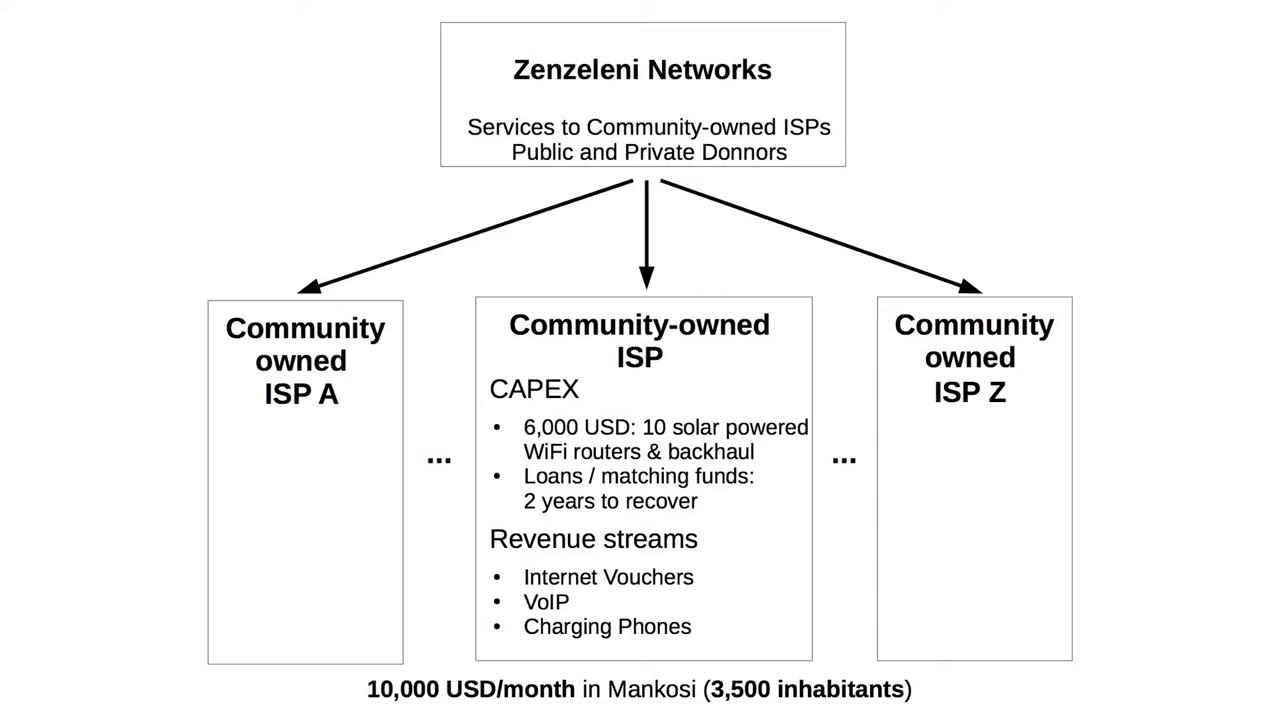 Zenzeleni Networks
Services to Community-owned ISPs
Public and Private Donnors
Community
owned
ISP A
...
Community-owned
ISP
CAPEX
• 6,000 USD: 10 solar powered
WiFi routers & backhaul
• Loans / matching funds:
2 years to recover
Revenue streams
• Internet Vouchers
• VoIP
• Charging Phones
...
Community
owned
ISP Z
10,000 USD/month in Mankosi (3,500 inhabitants)